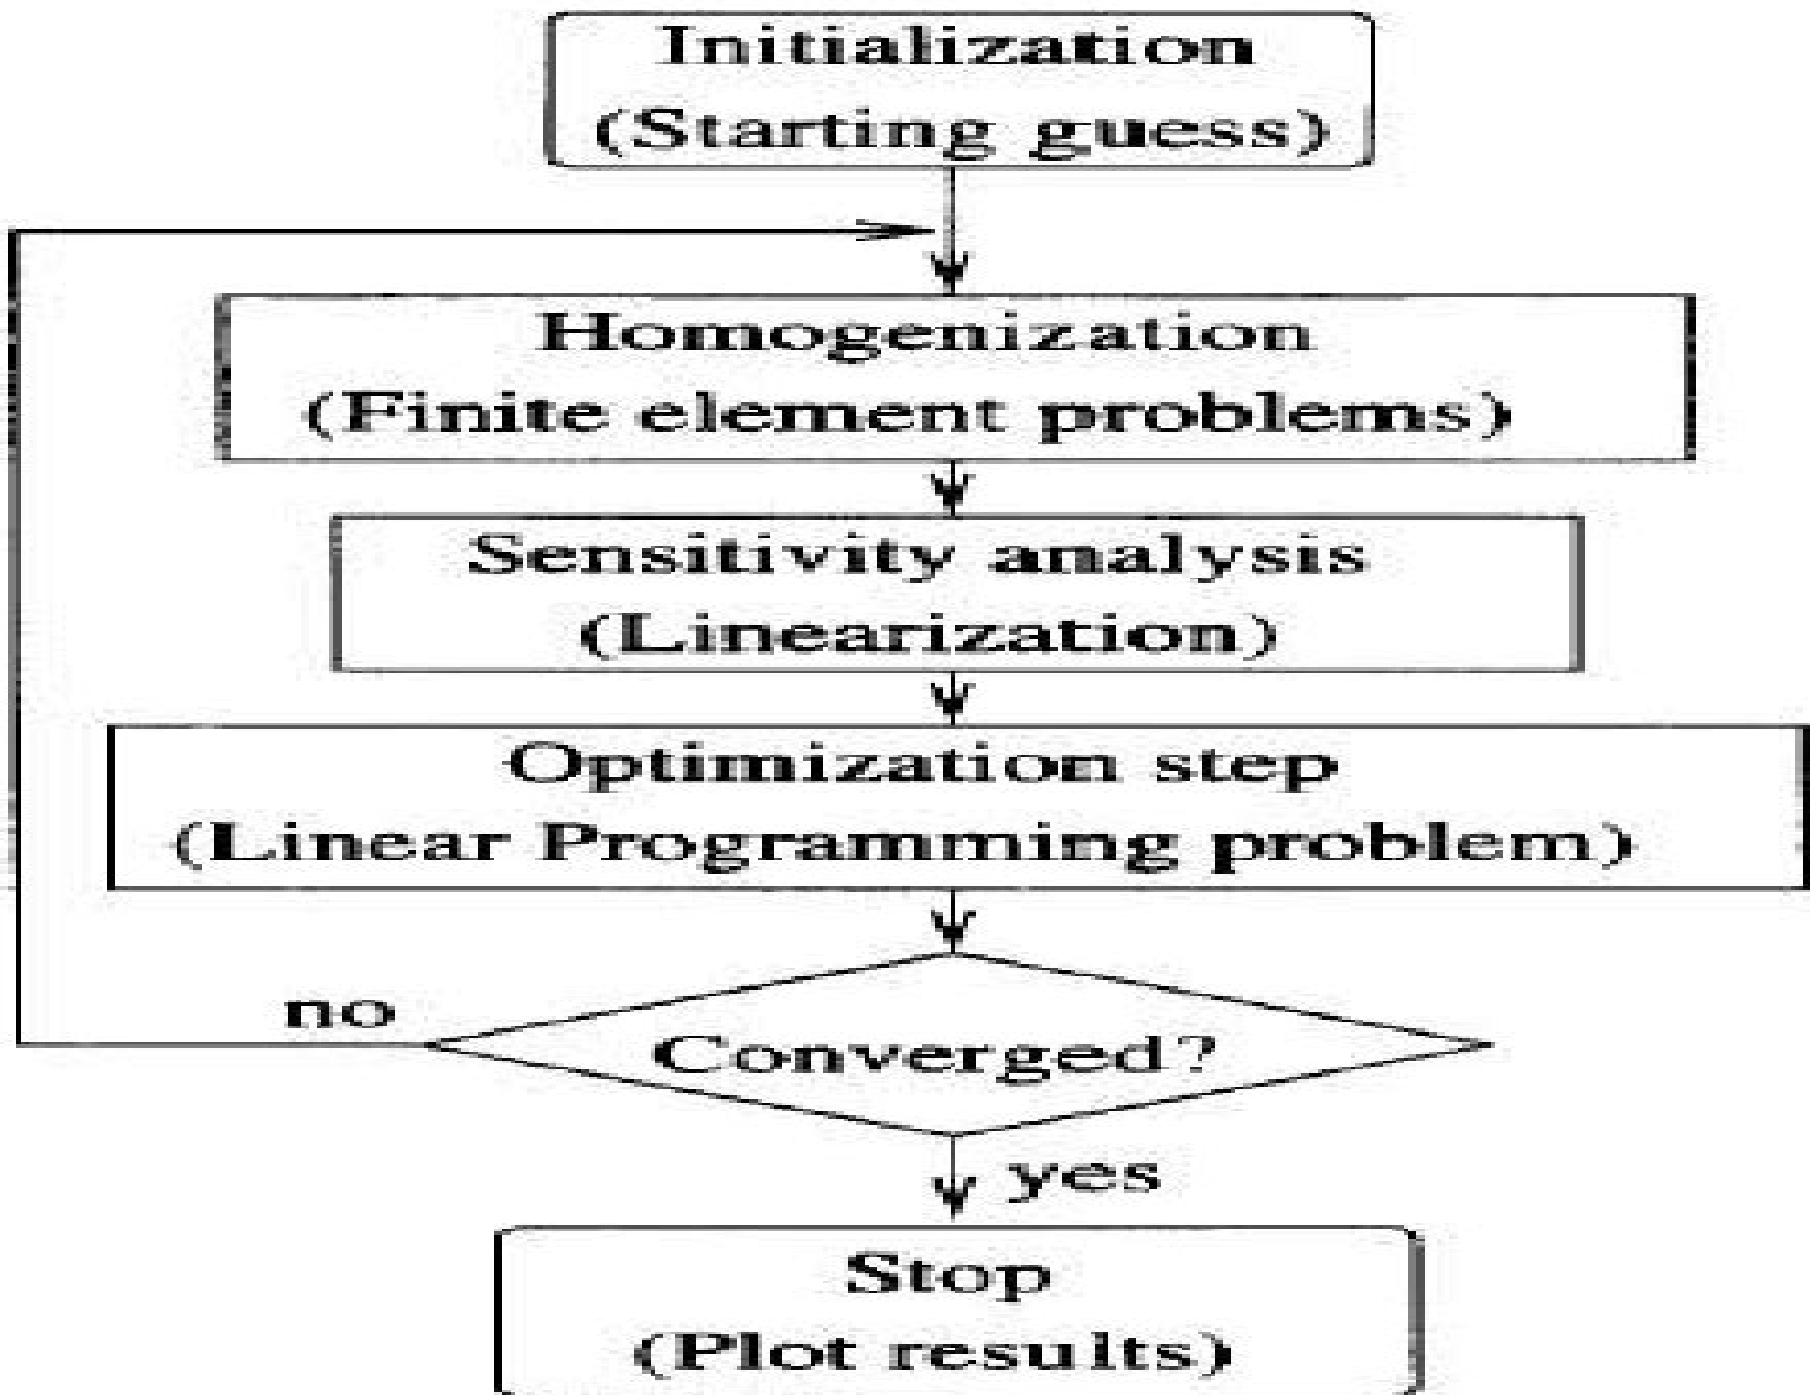 Initialization
(Starting guess)
Homogenization
(Finite element problems)
Sensitivity analysis
(Linearization)
Optimization step
(Linear Programming problem)
no
Converged?
yes
Stop
(Plot results)